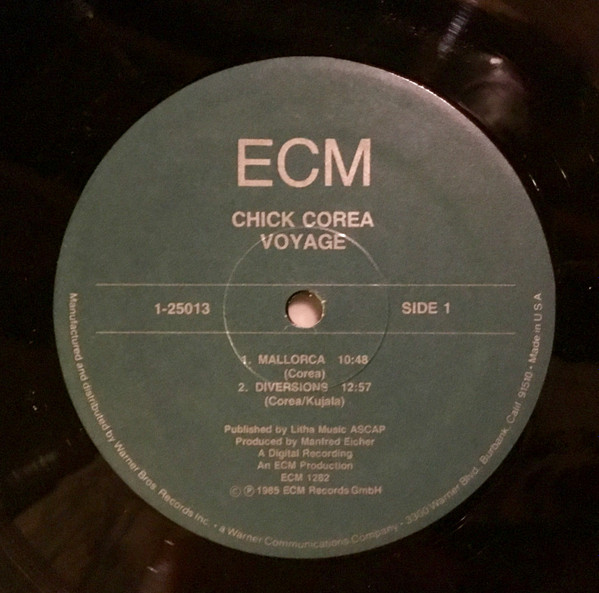 ECM
CHICK COREA
VOYAGE
1-25013
SIDE 1
1. MALLORCA 10:48
(Corea)
2. DIVERSIONS 12:57
(Corea/Kujala)
Published by Litha Music ASCAP
Produced by Manfred Eicher
A Digital Recording
An ECM Production
ECM 1282
©℗1985 ECM Records GmbH
Manufactured and distributed by Warner Bros. Records Inc. • a Warner Communications Company • 3300 Warner Blvd. Burbank, Calif. 91510 • Made in U S A